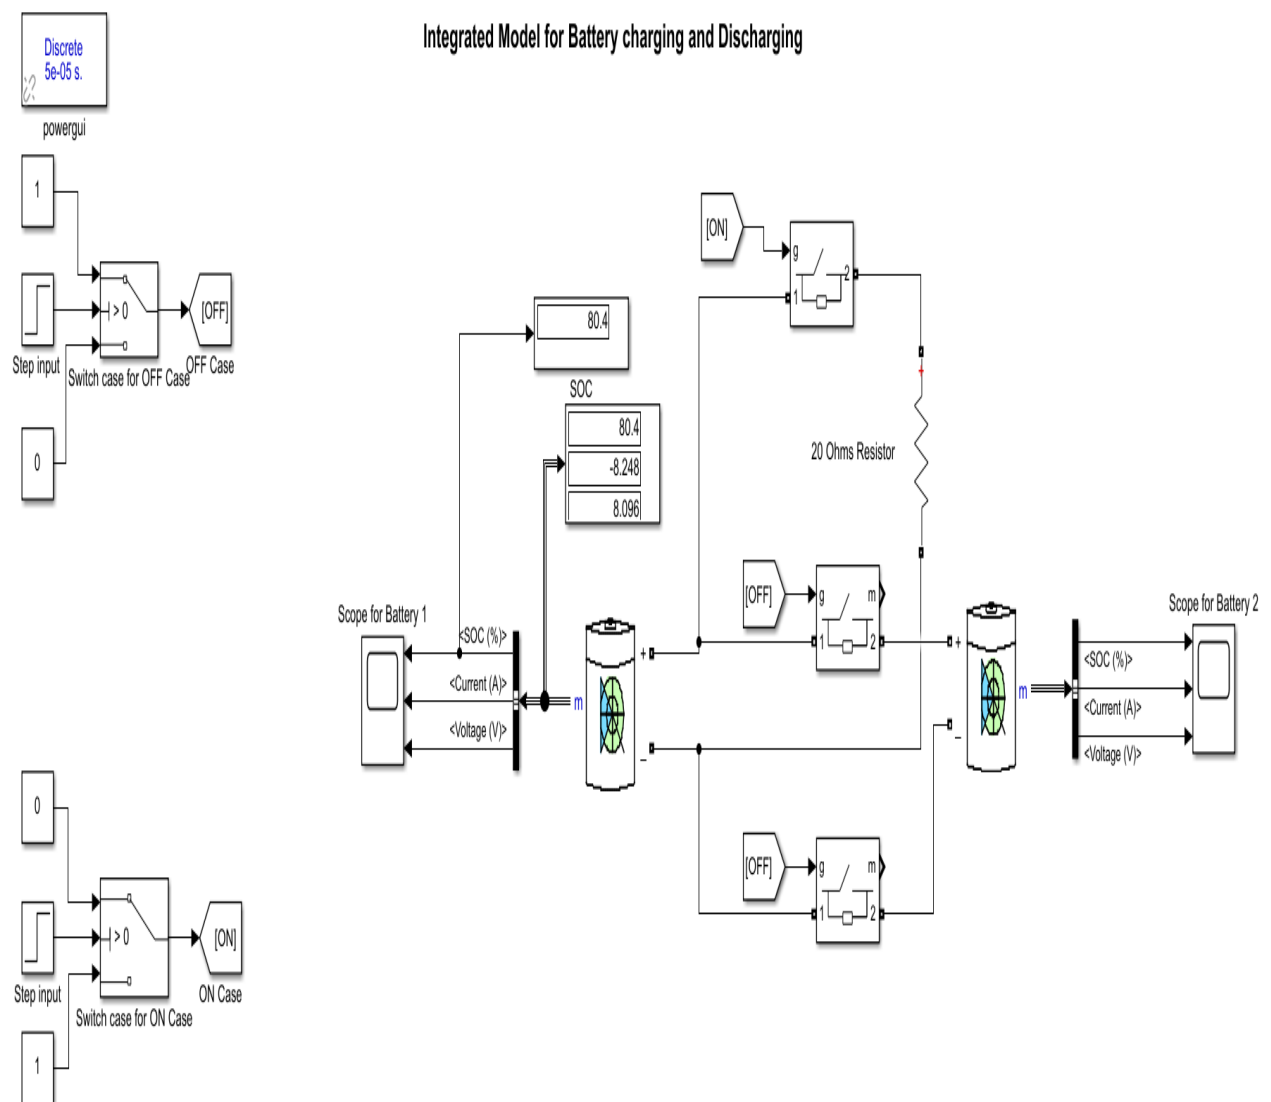 Integrated Model for Battery charging and Discharging
Discrete
5e-05 s.
powergui
1
> 0
[OFF]
Step input
Switch case for OFF Case
OFF Case
0
[ON]
g
1
2
80.4
SOC
80.4
-8.248
8.096
20 Ohms Resistor
[OFF]
g
m
1
2
Scope for Battery 1
<SOC (%)>
<Current (A)>
<Voltage (V)>
m
+
_
+
_
m
Scope for Battery 2
<SOC (%)>
<Current (A)>
<Voltage (V)>
[OFF]
g
m
1
2
0
> 0
[ON]
Step input
Switch case for ON Case
ON Case
1